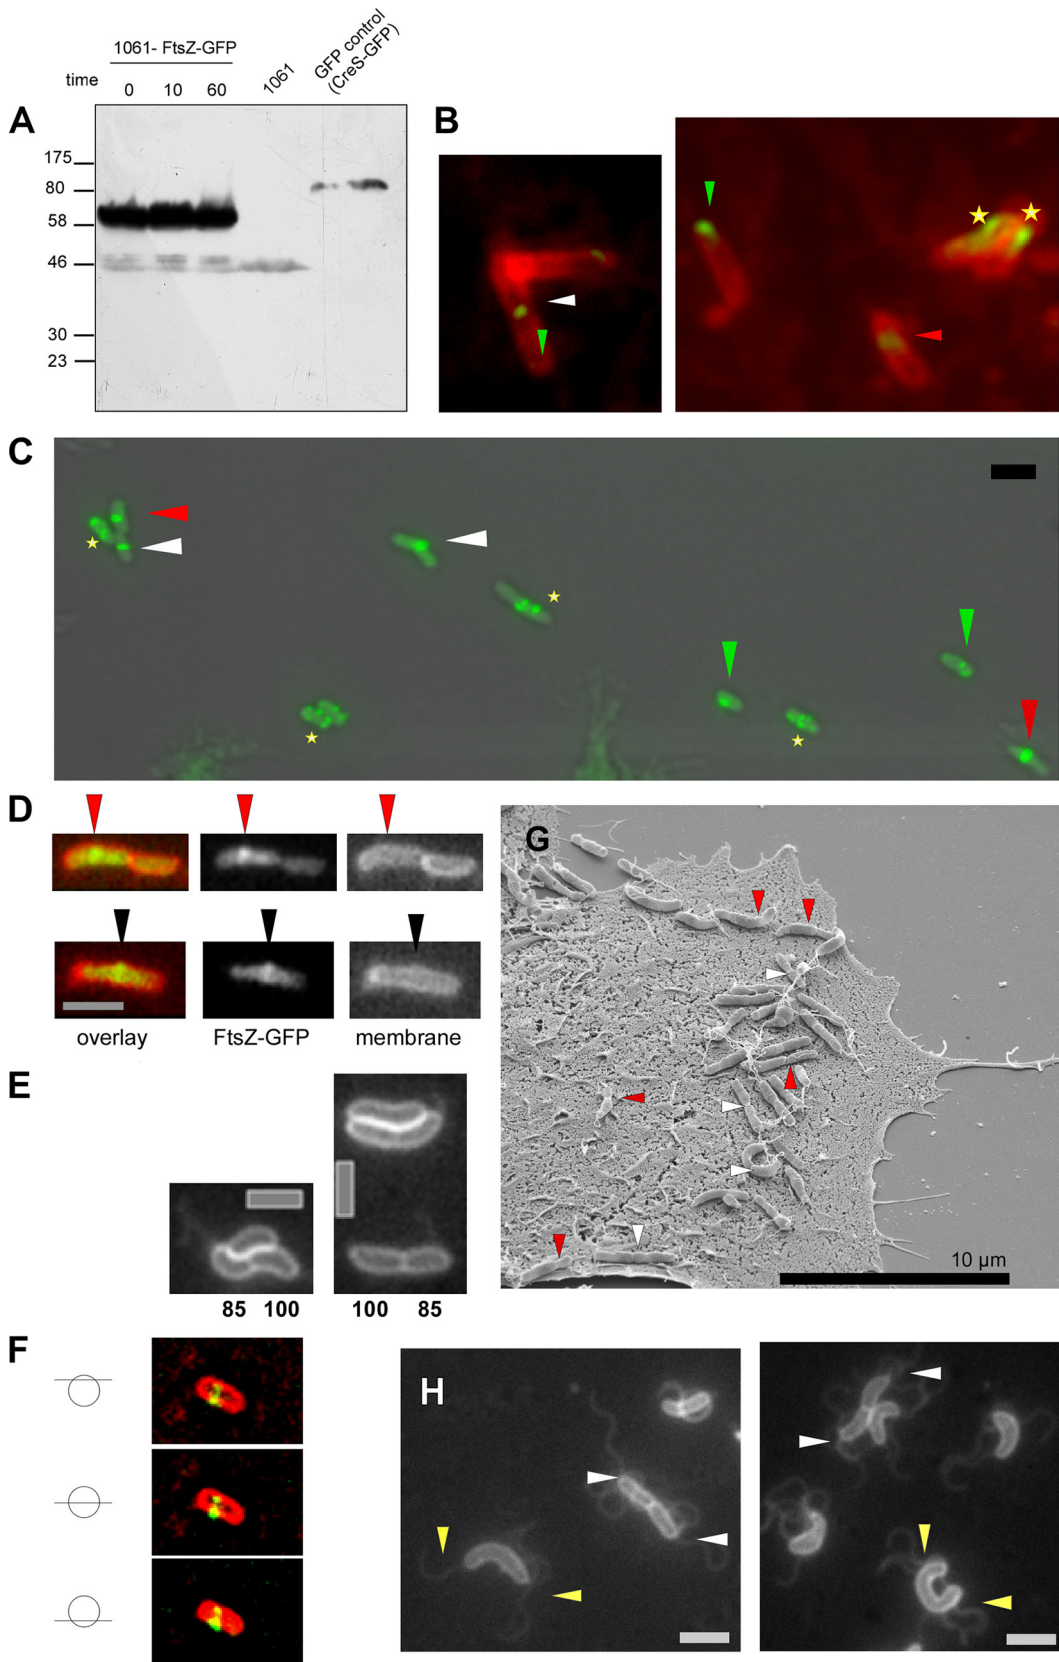 1061- FtsZ-GFP
1061
GFP control
(CreS-GFP)
time
0 10 60
A
175
80
58
46
30
23
B
C
D
overlay
FtsZ-GFP
membrane
E
85 100
100 85
F
G
10 µm
H